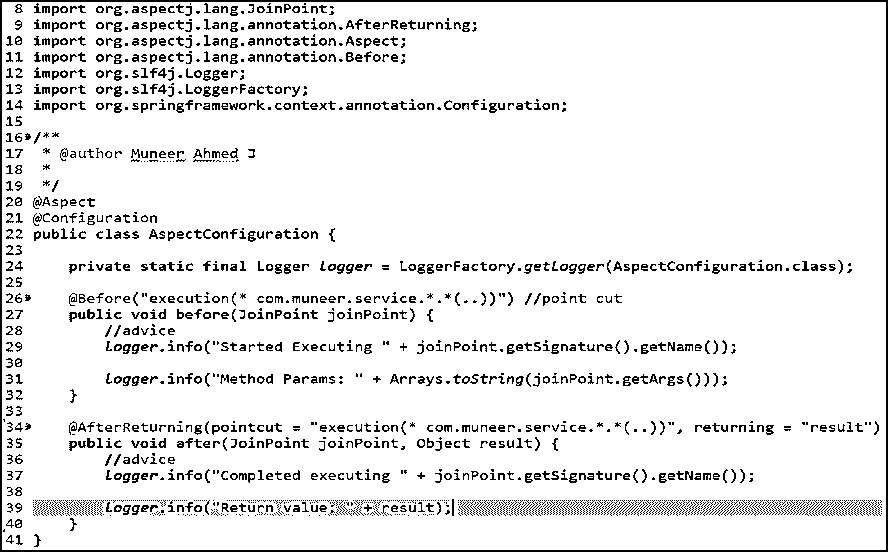 8 import org.aspectj.lang.JoinPoint;
9 import org.aspectj.lang.annotation.AfterReturning;
10 import org.aspectj.lang.annotation.Aspect;
11 import org.aspectj.lang.annotation.Before;
12 import org.slf4j.Logger;
13 import org.slf4j.LoggerFactory;
14 import org.springframework.context.annotation.Configuration;
15
16 /**
17  * @author Muneer Ahmed J
18  *
19  */
20 @Aspect
21 @Configuration
22 public class AspectConfiguration {
23
24     private static final Logger logger = LoggerFactory.getLogger(AspectConfiguration.class);
25
26     @Before("execution(* com.muneer.service.*.*(..))") //point cut
27     public void before(JoinPoint joinPoint) {
28         //advice
29         logger.info("Started Executing " + joinPoint.getSignature().getName());
30
31         logger.info("Method Params: " + Arrays.toString(joinPoint.getArgs()));
32     }
33
34     @AfterReturning(pointcut = "execution(* com.muneer.service.*.*(..))", returning = "result")
35     public void after(JoinPoint joinPoint, Object result) {
36         //advice
37         logger.info("Completed executing " + joinPoint.getSignature().getName());
38
39         logger.info("Return value: " + result);
40     }
41 }